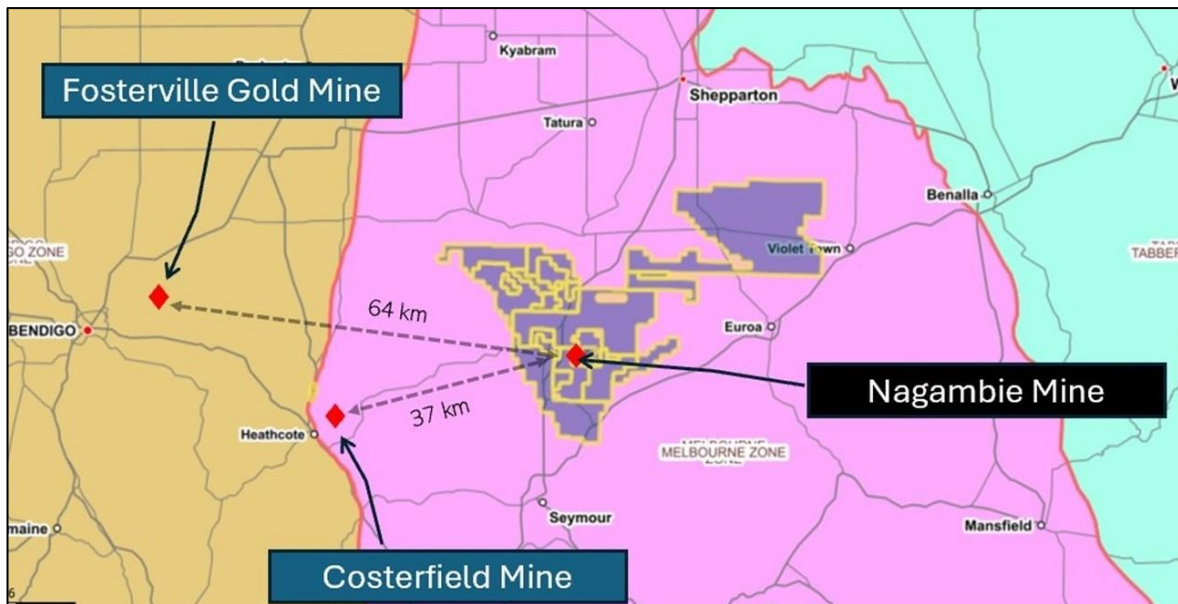 Kyabram
Fosterville Gold Mine
Shepparton
W
Tatura
Benalla
GO ZONE
Violet Town
TABBER
64 km
BENDIGO
Euroa
Nagambie Mine
37 km
Heathcote
MELBOURNE ZONE
Seymour
maine
Mansfield
Costerfield Mine
6